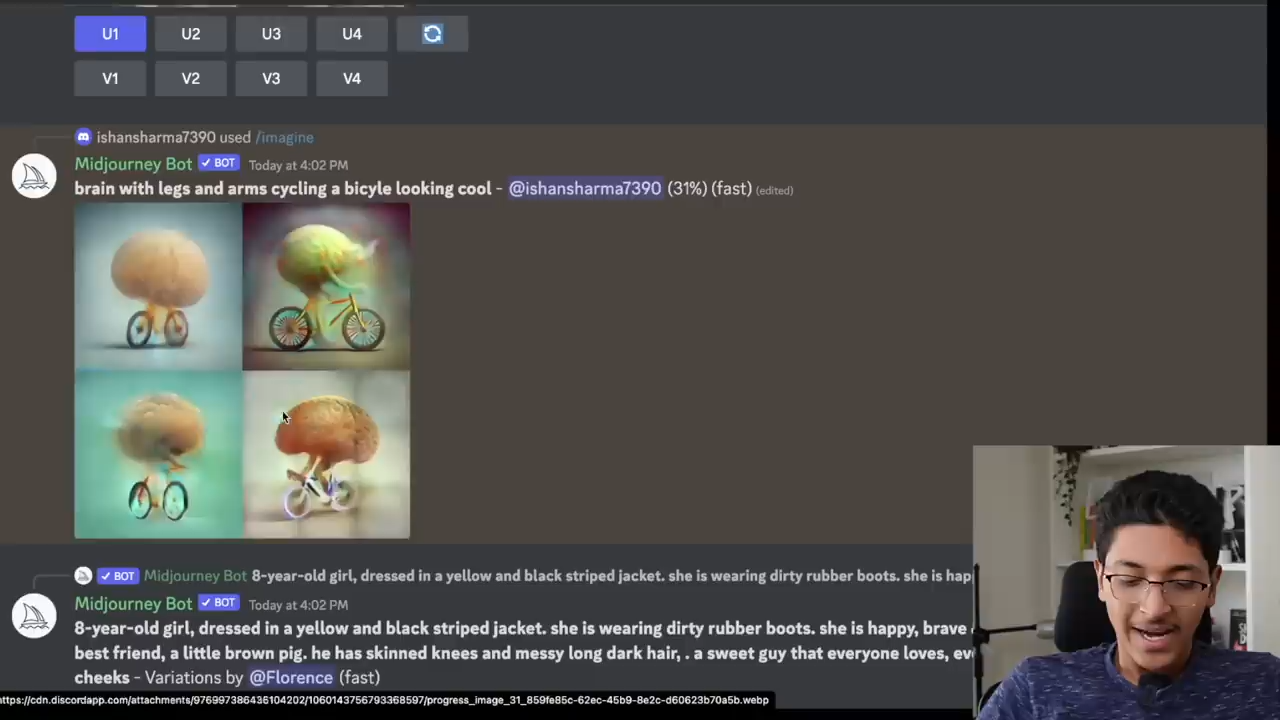 U1 U2 U3 U4
V1 V2 V3 V4
ishansharma7390 used /imagine
Midjourney Bot ✓ BOT Today at 4:02 PM
brain with legs and arms cycling a bicyle looking cool - @ishansharma7390 (31%) (fast) (edited)
✓ BOT Midjourney Bot 8-year-old girl, dressed in a yellow and black striped jacket. she is wearing dirty rubber boots. she is hap
Midjourney Bot ✓ BOT Today at 4:02 PM
8-year-old girl, dressed in a yellow and black striped jacket. she is wearing dirty rubber boots. she is happy, brave
best friend, a little brown pig. he has skinned knees and messy long dark hair, . a sweet guy that everyone loves, ev
cheeks - Variations by @Florence (fast)
https://cdn.discordapp.com/attachments/976997386436104202/1060143756793368597/progress_image_31_859fe85c-62ec-45b9-8e2c-d60623b70a5b.webp